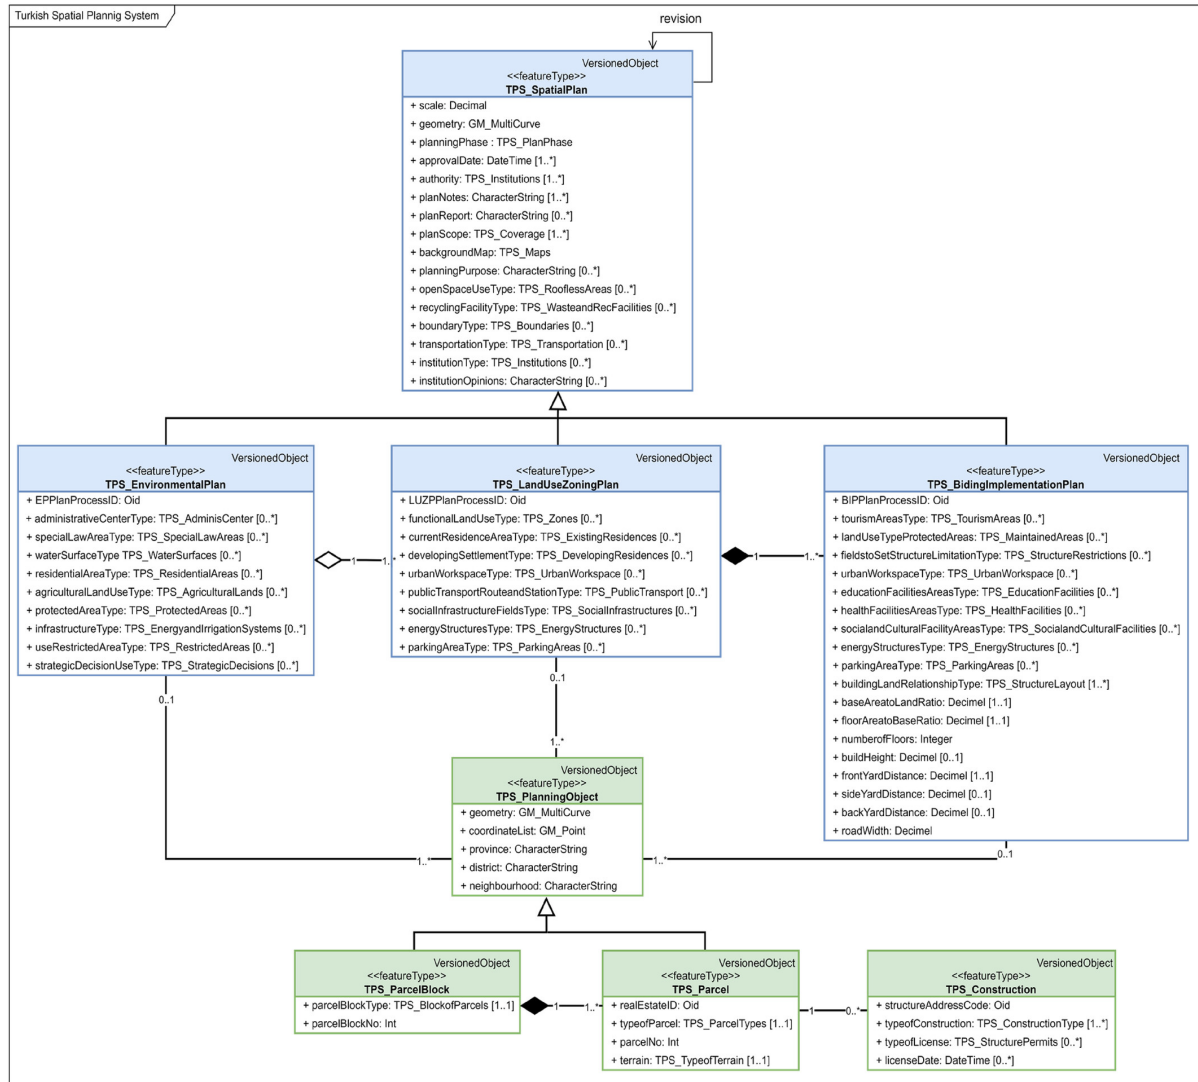 Turkish Spatial Plannig System
revision
VersionedObject
<<featureType>>
TPS_SpatialPlan
+ scale: Decimal
+ geometry: GM_MultiCurve
+ planningPhase : TPS_PlanPhase
+ approvalDate: DateTime [1..*]
+ authority: TPS_Institutions [1..*]
+ planNotes: CharacterString [1..*]
+ planReport: CharacterString [0..*]
+ planScope: TPS_Coverage [1..*]
+ backgroundMap: TPS_Maps
+ planningPurpose: CharacterString [0..*]
+ openSpaceUseType: TPS_RooflessAreas [0..*]
+ recyclingFacilityType: TPS_WasteandRecFacilities [0..*]
+ boundaryType: TPS_Boundaries [0..*]
+ transportationType: TPS_Transportation [0..*]
+ institutionType: TPS_Institutions [0..*]
+ institutionOpinions: CharacterString [0..*]
VersionedObject
<<featureType>>
TPS_EnvironmentalPlan
+ EPPlanProcessID: Oid
+ administrativeCenterType: TPS_AdminisCenter [0..*]
+ specialLawAreaType: TPS_SpecialLawAreas [0..*]
+ waterSurfaceType TPS_WaterSurfaces [0..*]
+ residentialAreaType: TPS_ResidentialAreas [0..*]
+ agriculturalLandUseType: TPS_AgriculturalLands [0..*]
+ protectedAreaType: TPS_ProtectedAreas [0..*]
+ infrastructureType: TPS_EnergyandIrrigationSystems [0..*]
+ useRestrictedAreaType: TPS_RestrictedAreas [0..*]
+ strategicDecisionUseType: TPS_StrategicDecisions [0..*]
1
1..*
VersionedObject
<<featureType>>
TPS_LandUseZoningPlan
+ LUZPPlanProcessID: Oid
+ functionalLandUseType: TPS_Zones [0..*]
+ currentResidenceAreaType: TPS_ExistingResidences [0..*]
+ developingSettlementType: TPS_DevelopingResidences [0..*]
+ urbanWorkspaceType: TPS_UrbanWorkspace [0..*]
+ publicTransportRouteandStationType: TPS_PublicTransport [0..*]
+ socialInfrastructureFieldsType: TPS_SocialInfrastructures [0..*]
+ energyStructuresType: TPS_EnergyStructures [0..*]
+ parkingAreaType: TPS_ParkingAreas [0..*]
1
1..*
VersionedObject
<<featureType>>
TPS_BidingImplementationPlan
+ BIPPlanProcessID: Oid
+ tourismAreasType: TPS_TourismAreas [0..*]
+ landUseTypeProtectedAreas: TPS_MaintainedAreas [0..*]
+ fieldstoSetStructureLimitationType: TPS_StructureRestrictions [0..*]
+ urbanWorkspaceType: TPS_UrbanWorkspace [0..*]
+ educationFacilitiesAreasType: TPS_EducationFacilities [0..*]
+ healthFacilitiesAreasType: TPS_HealthFacilities [0..*]
+ socialandCulturalFacilityAreasType: TPS_SocialandCulturalFacilities [0..*]
+ energyStructuresType: TPS_EnergyStructures [0..*]
+ parkingAreaType: TPS_ParkingAreas [0..*]
+ buildingLandRelationshipType: TPS_StructureLayout [1..*]
+ baseAreatoLandRatio: Decimel [1..1]
+ floorAreatoBaseRatio: Decimel [1..1]
+ numberofFloors: Integer
+ buildHeight: Decimel [0..1]
+ frontYardDistance: Decimel [1..1]
+ sideYardDistance: Decimel [0..1]
+ backYardDistance: Decimel [0..1]
+ roadWidth: Decimel
0..1
0..1
1..*
0..1
1..*
1..*
VersionedObject
<<featureType>>
TPS_PlanningObject
+ geometry: GM_MultiCurve
+ coordinateList: GM_Point
+ province: CharacterString
+ district: CharacterString
+ neighbourhood: CharacterString
VersionedObject
<<featureType>>
TPS_ParcelBlock
+ parcelBlockType: TPS_BlockofParcels [1..1]
+ parcelBlockNo: Int
1
1..*
VersionedObject
<<featureType>>
TPS_Parcel
+ realEstateID: Oid
+ typeofParcel: TPS_ParcelTypes [1..1]
+ parcelNo: Int
+ terrain: TPS_TypeofTerrain [1..1]
1
0..*
VersionedObject
<<featureType>>
TPS_Construction
+ structureAddressCode: Oid
+ typeofConstruction: TPS_ConstructionType [1..*]
+ typeofLicense: TPS_StructurePermits [0..*]
+ licenseDate: DateTime [0..*]